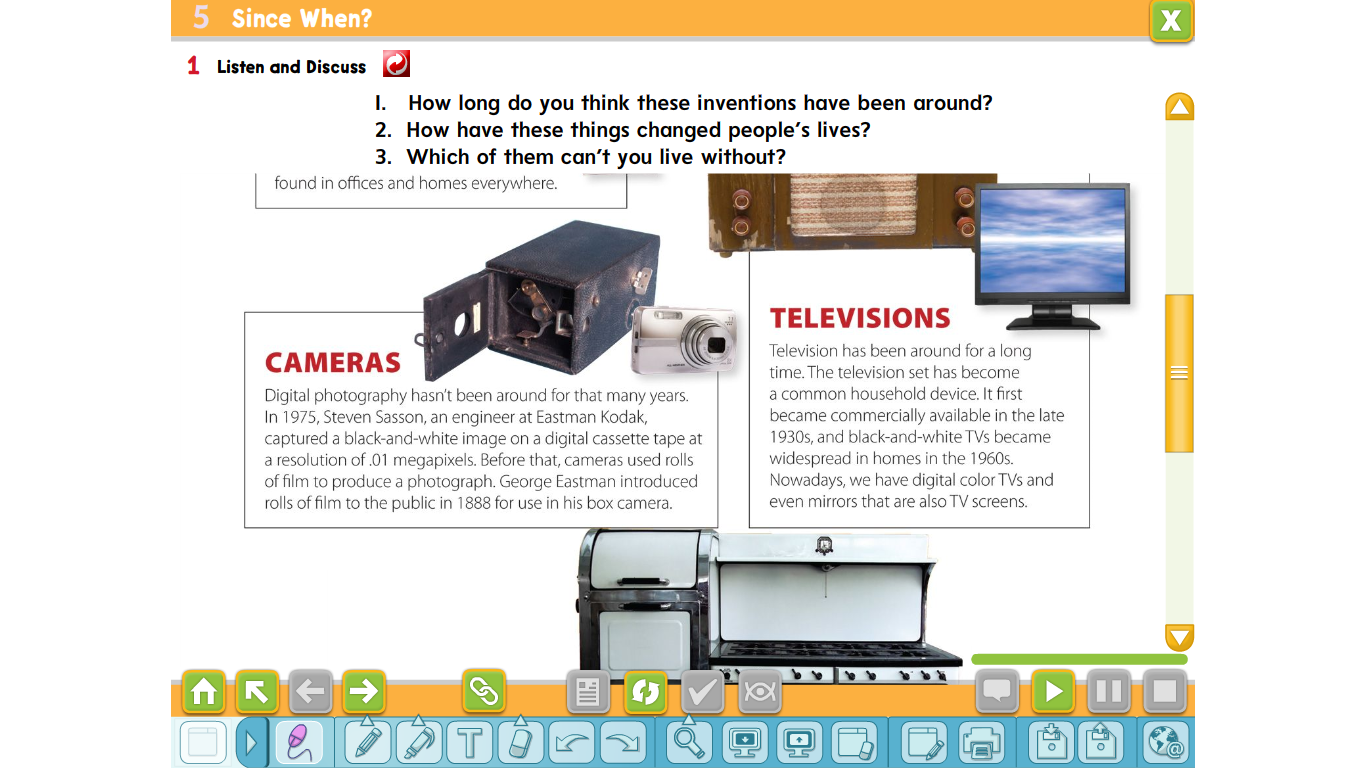 5 Since When?
X
1 Listen and Discuss
1. How long do you think these inventions have been around?
2. How have these things changed people's lives?
3. Which of them can't you live without?
found in offices and homes everywhere.
CAMERAS
Digital photography hasn't been around for that many years.
In 1975, Steven Sasson, an engineer at Eastman Kodak,
captured a black-and-white image on a digital cassette tape at
a resolution of .01 megapixels. Before that, cameras used rolls
of film to produce a photograph. George Eastman introduced
rolls of film to the public in 1888 for use in his box camera.
TELEVISIONS
Television has been around for a long
time. The television set has become
a common household device. It first
became commercially available in the late
1930s, and black-and-white TVs became
widespread in homes in the 1960s.
Nowadays, we have digital color TVs and
even mirrors that are also TV screens.
T
@